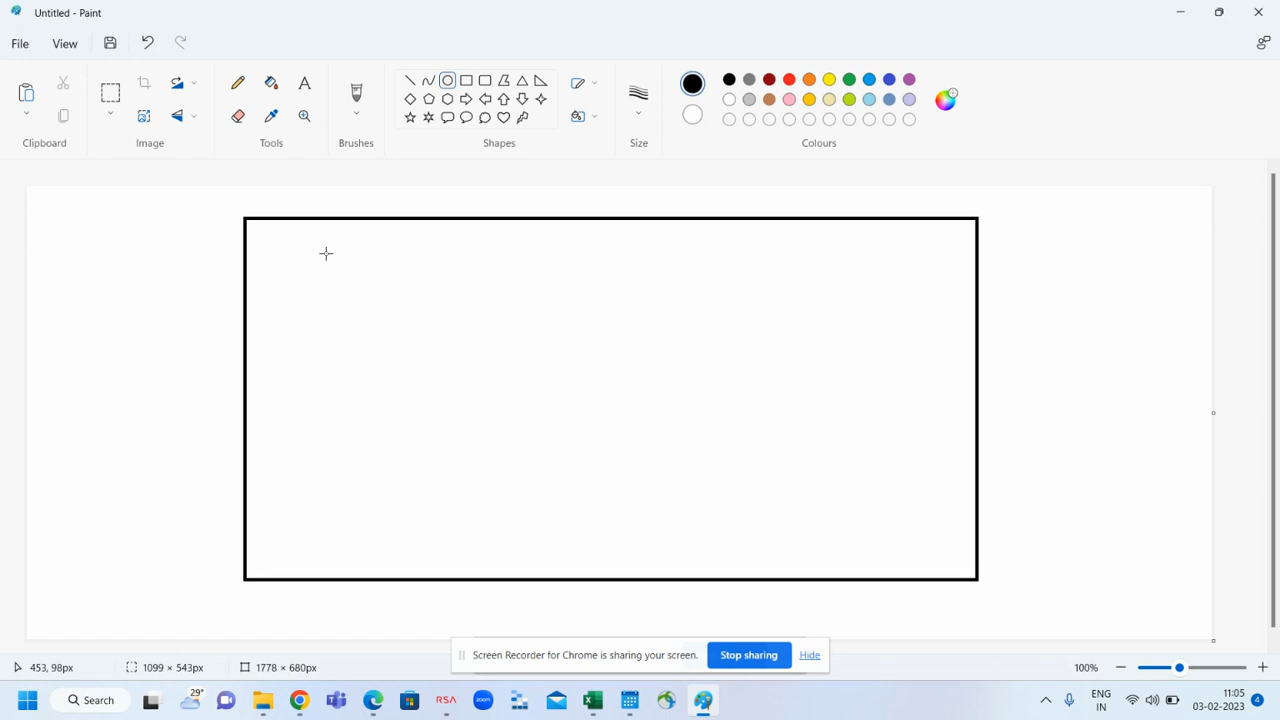 Untitled - Paint
File View
Clipboard Image Tools Brushes Shapes Size Colours
Screen Recorder for Chrome is sharing your screen. Stop sharing Hide
453, 98px 1099 × 543px 1778 × 680px 100%
Search 29° RSA zoom ENG IN 11:05 03-02-2023 4